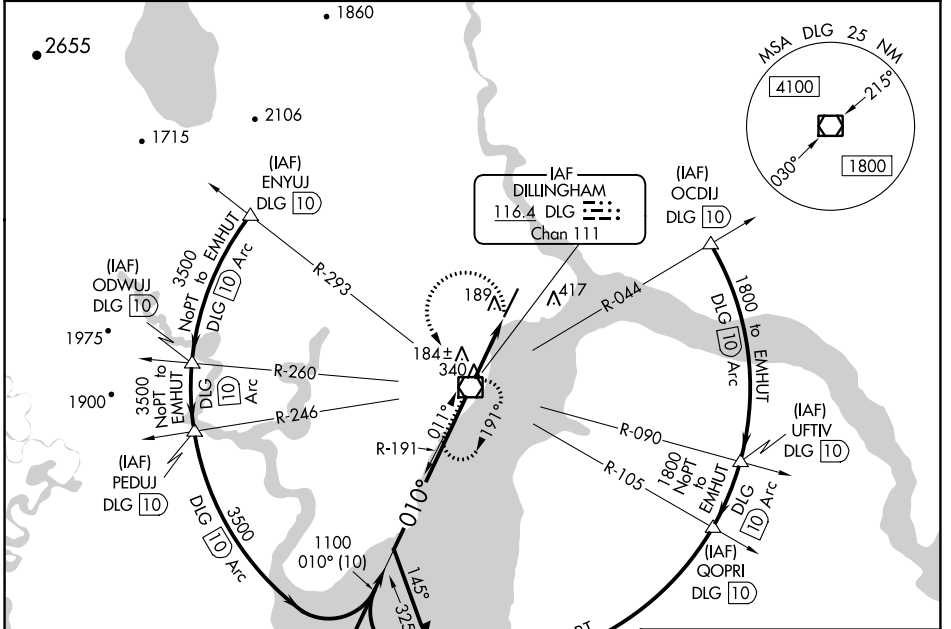 1860
2655
2106
1715
MSA DLG 25 NM
4100
215°
030°
1800
(IAF)
ENYUJ
DLG 10
IAF
DILLINGHAM
116.4 DLG
Chan 111
(IAF)
OCDIJ
DLG 10
3500
NoPT to EMHUT
DLG 10 Arc
R-293
(IAF)
ODWUJ
DLG 10
1975
1900
189
417
R-044
1800 to EMHUT
DLG 10 Arc
184±
340
R-260
3500
NoPT to
EMHUT
DLG
10
Arc
R-246
R-191
011°
191°
R-090
R-105
(IAF)
UFTIV
DLG 10
1800
NoPT
to
EMHUT
DLG
10 Arc
(IAF)
PEDUJ
DLG 10
3500
DLG 10 Arc
010°
1100
010° (10)
145°
325
(IAF)
QOPRI
DLG 10